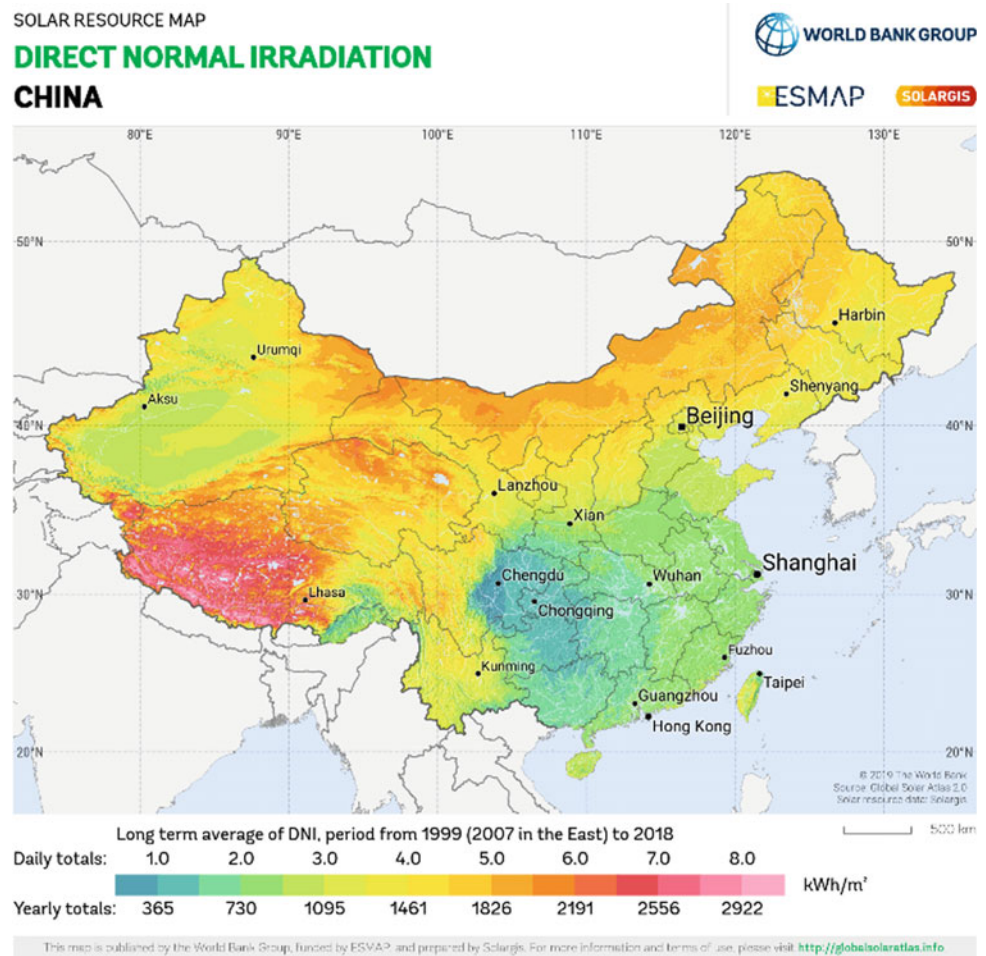 SOLAR RESOURCE MAP
DIRECT NORMAL IRRADIATION
CHINA
WORLD BANK GROUP
ESMAP
SOLARGIS
80°E 90°E 100°E 110°E 120°E 130°E
50°N 50°N
Harbin
Urumqi
Shenyang
Aksu
Beijing
40°N 40°N
Lanzhou
Xian
Shanghai
Chengdu
Wuhan
30°N Lhasa 30°N
Chongqing
Fuzhou
Kunming
Taipei
Guangzhou
Hong Kong
20°N 20°N
© 2019 The World Bank
Source: Global Solar Atlas 2.0
Solar resource data: Solargis
Long term average of DNI, period from 1999 (2007 in the East) to 2018
500 km
Daily totals: 1.0 2.0 3.0 4.0 5.0 6.0 7.0 8.0
kWh/m²
Yearly totals: 365 730 1095 1461 1826 2191 2556 2922
This map is published by the World Bank Group, funded by ESMAP, and prepared by Solargis. For more information and terms of use, please visit http://globalsolaratlas.info